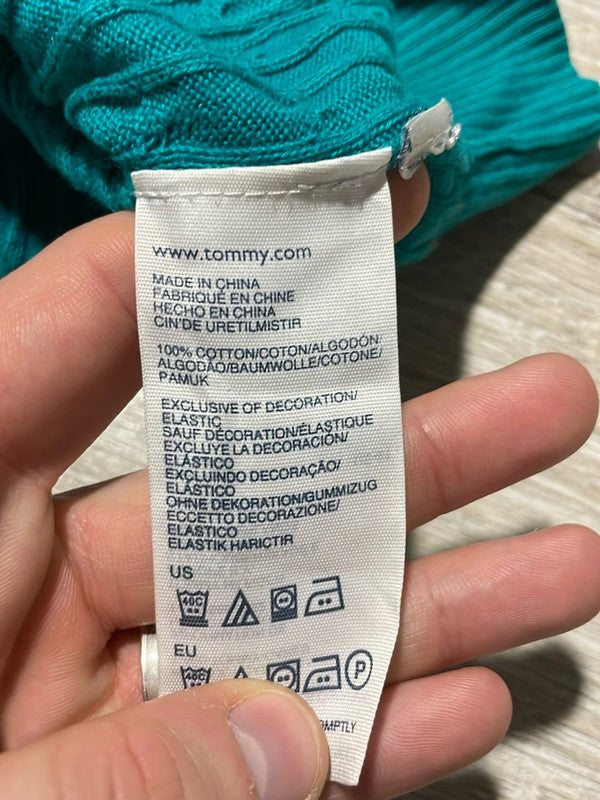 www.tommy.com
MADE IN CHINA
FABRIQUÉ EN CHINE
HECHO EN CHINA
CIN'DE URETILMISTIR
100% COTTON/COTON/ALGODÓN/
ALGODÃO/BAUMWOLLE/COTONE/
PAMUK
EXCLUSIVE OF DECORATION/
ELASTIC
SAUF DÉCORATION/ÉLASTIQUE
EXCLUYE LA DECORACIÓN/
ELÁSTICO
EXCLUINDO DECORAÇÃO/
ELÁSTICO
OHNE DEKORATION/GUMMIZUG
ECCETTO DECORAZIONE/
ELASTICO
ELASTIK HARICTIR
US
40C
EU
40C P